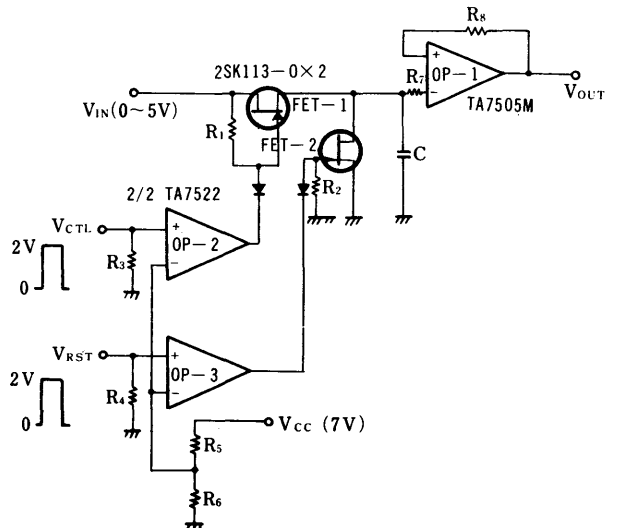 R₈
2SK113-O×2
+
OP-1
R₇
−
VOUT
TA7505M
VIN(0~5V)
FET-1
R₁
FET-2
C
R₂
2/2 TA7522
VCTL
+
OP-2
2V
R₃
−
0
VRST
+
OP-3
2V
R₄
−
0
VCC (7V)
R₅
R₆